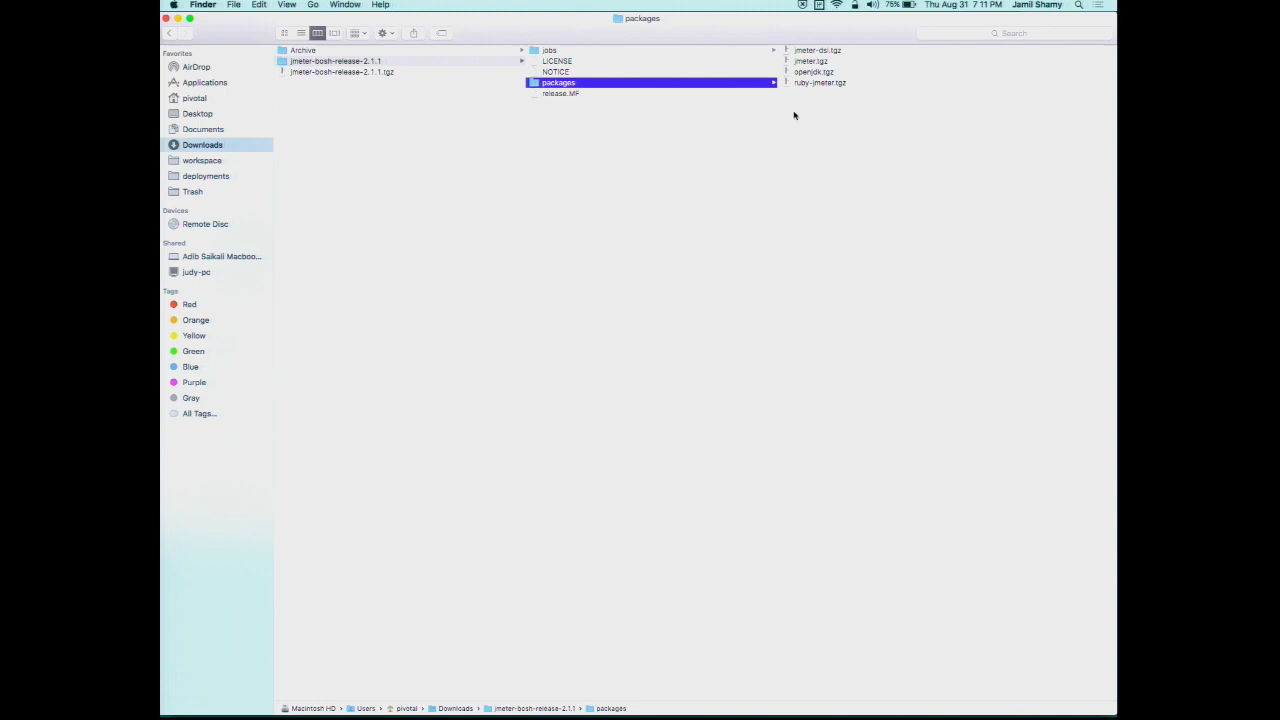 Finder File Edit View Go Window Help 75% Thu Aug 31 7:11 PM Jamil Shamy
packages
Search
Favorites
AirDrop
Applications
pivotal
Desktop
Documents
Downloads
workspace
deployments
Trash
Devices
Remote Disc
Shared
Adib Saikali Macboo...
judy-pc
Tags
Red
Orange
Yellow
Green
Blue
Purple
Gray
All Tags...
Archive
jmeter-bosh-release-2.1.1
jmeter-bosh-release-2.1.1.tgz
jobs
LICENSE
NOTICE
packages
release.MF
jmeter-dsl.tgz
jmeter.tgz
openjdk.tgz
ruby-jmeter.tgz
Macintosh HD Users pivotal Downloads jmeter-bosh-release-2.1.1 packages